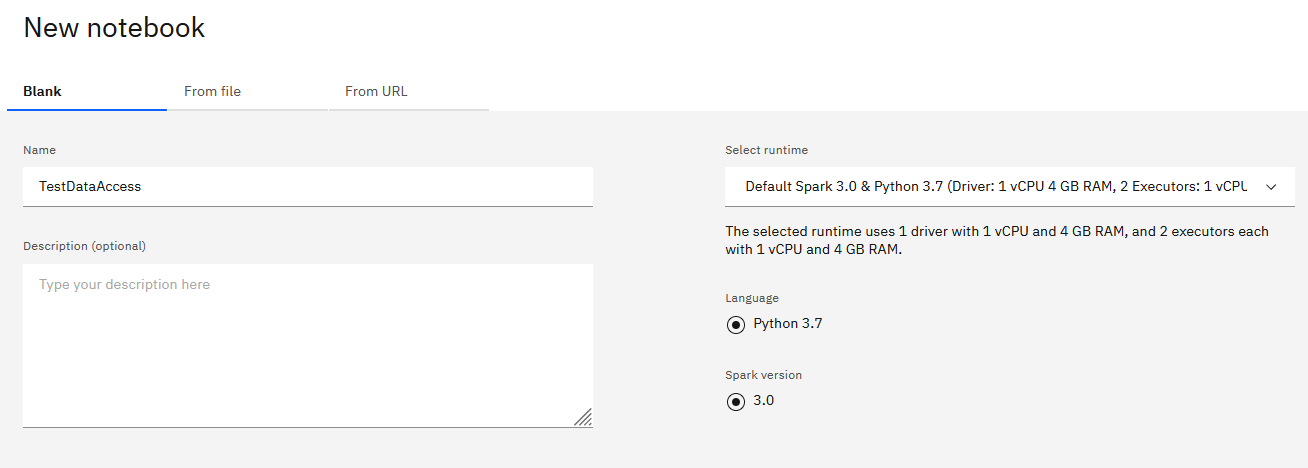 New notebook
Blank
From file
From URL
Name
TestDataAccess
Description (optional)
Type your description here
Select runtime
Default Spark 3.0 & Python 3.7 (Driver: 1 vCPU 4 GB RAM, 2 Executors: 1 vCPU
The selected runtime uses 1 driver with 1 vCPU and 4 GB RAM, and 2 executors each
with 1 vCPU and 4 GB RAM.
Language
Python 3.7
Spark version
3.0